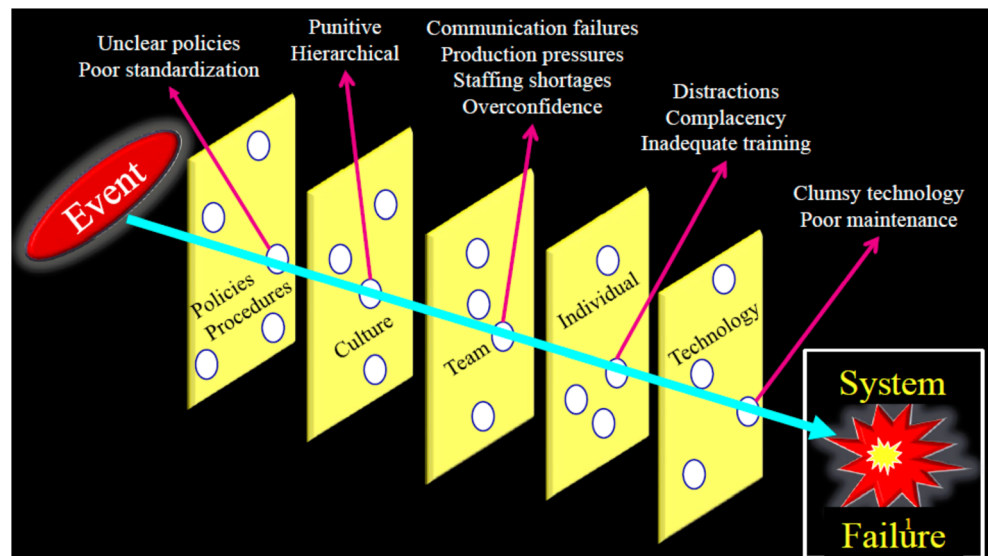 Unclear policies
Poor standardization
Punitive
Hierarchical
Communication failures
Production pressures
Staffing shortages
Overconfidence
Distractions
Complacency
Inadequate training
Clumsy technology
Poor maintenance
Event
Policies
Procedures
Culture
Team
Individual
Technology
System
Failure
1